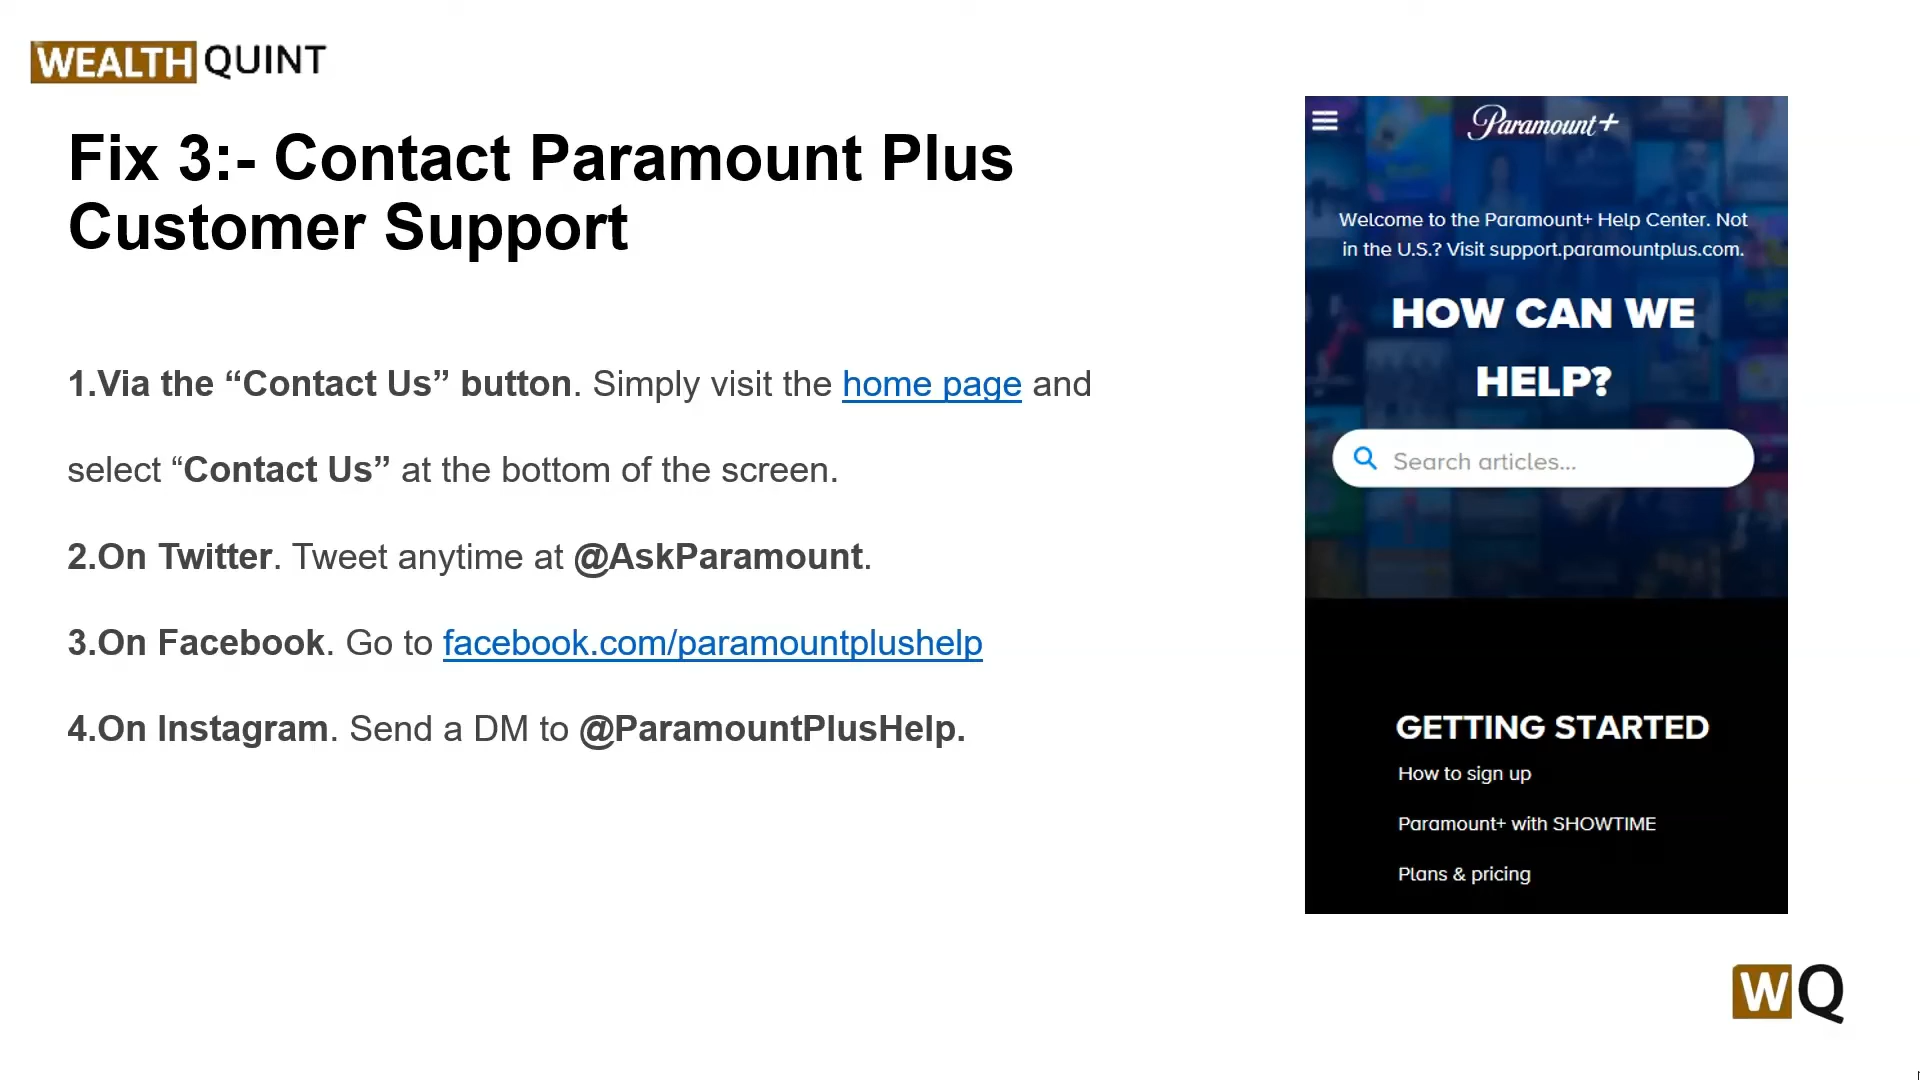 WEALTH QUINT
Fix 3:- Contact Paramount Plus
Customer Support
1.Via the “Contact Us” button. Simply visit the home page and
select “Contact Us” at the bottom of the screen.
2.On Twitter. Tweet anytime at @AskParamount.
3.On Facebook. Go to facebook.com/paramountplushelp
4.On Instagram. Send a DM to @ParamountPlusHelp.
Paramount+
Welcome to the Paramount+ Help Center. Not
in the U.S.? Visit support.paramountplus.com.
HOW CAN WE
HELP?
Search articles...
GETTING STARTED
How to sign up
Paramount+ with SHOWTIME
Plans & pricing
WQ